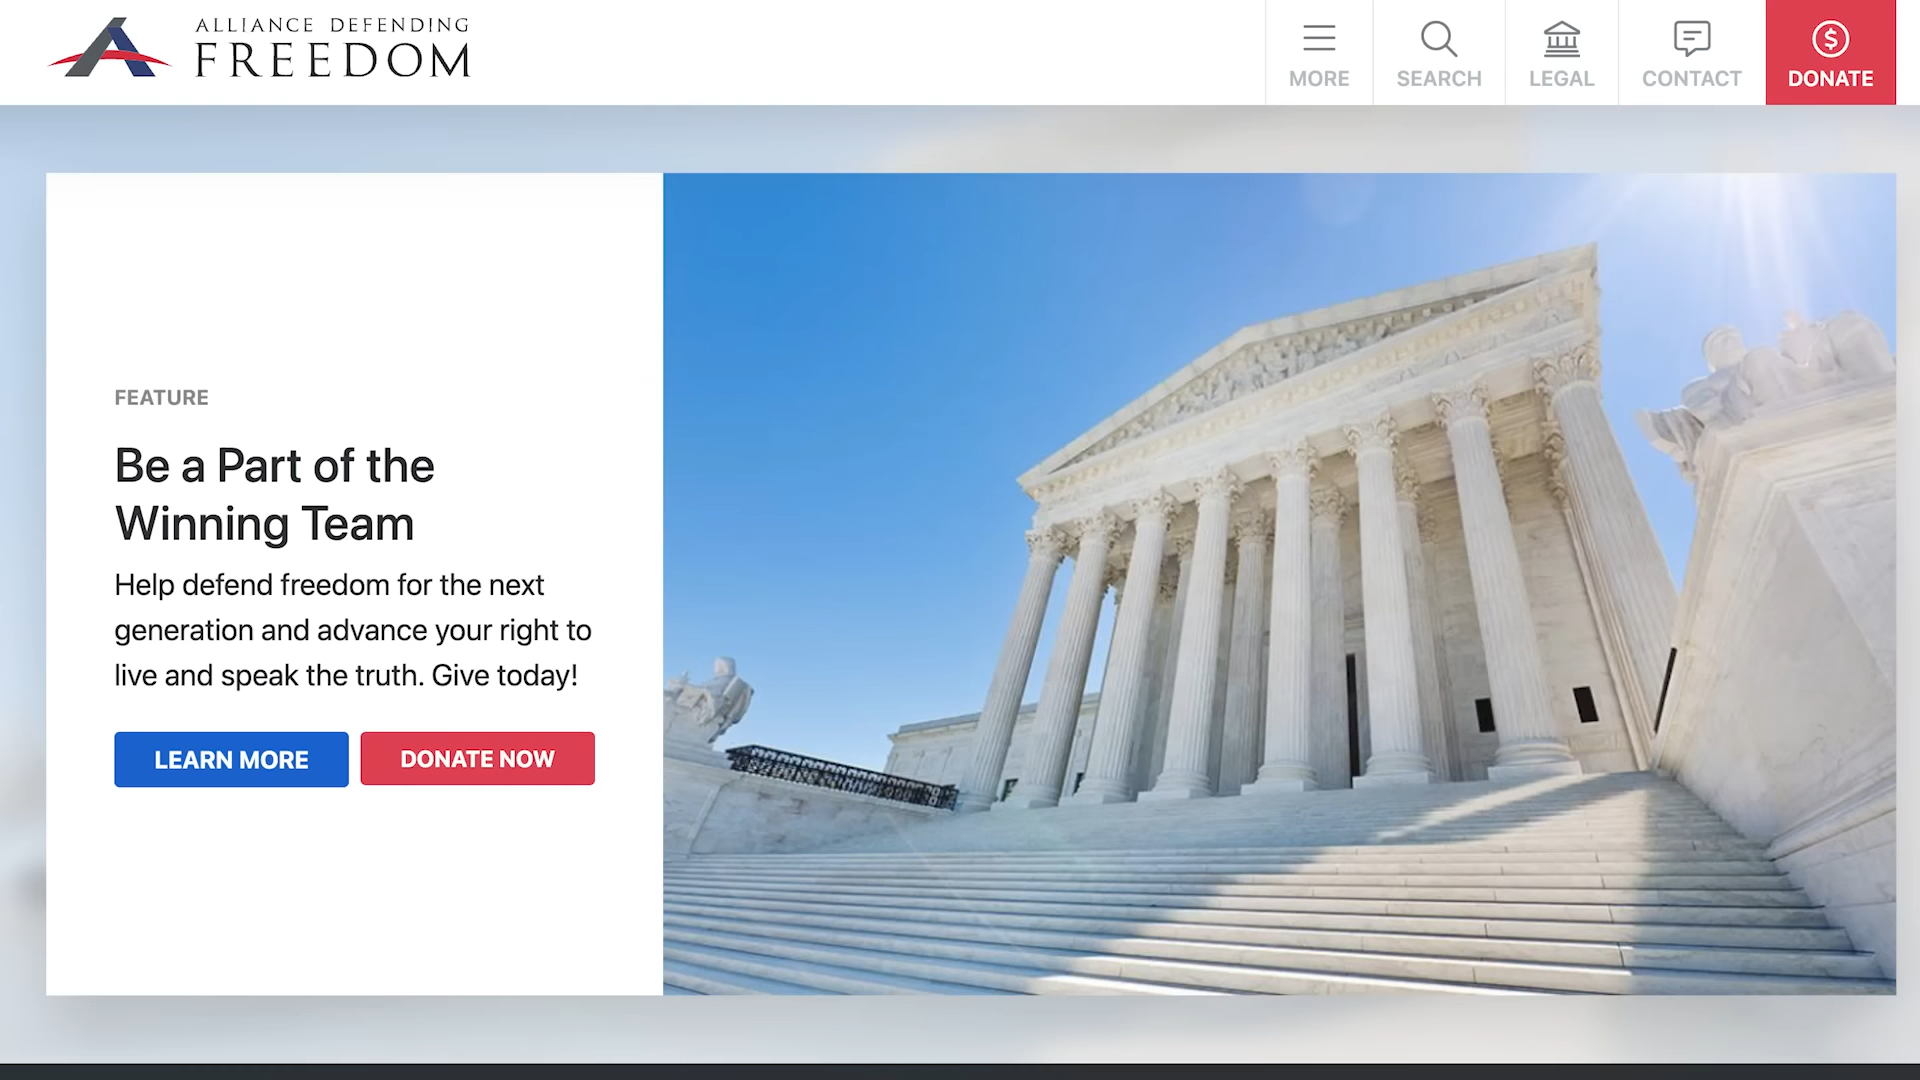 ALLIANCE DEFENDING
FREEDOM
MORE
SEARCH
LEGAL
CONTACT
DONATE
FEATURE
Be a Part of the
Winning Team
Help defend freedom for the next
generation and advance your right to
live and speak the truth. Give today!
LEARN MORE
DONATE NOW